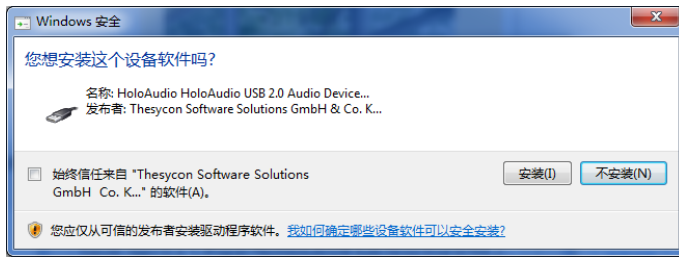 Windows 安全
您想安装这个设备软件吗?
名称: HoloAudio HoloAudio USB 2.0 Audio Device...
发布者: Thesycon Software Solutions GmbH & Co. K...
始终信任来自 "Thesycon Software Solutions
GmbH  Co. K..." 的软件(A)。
安装(I)
不安装(N)
您应仅从可信的发布者安装驱动程序软件。我如何确定哪些设备软件可以安全安装?